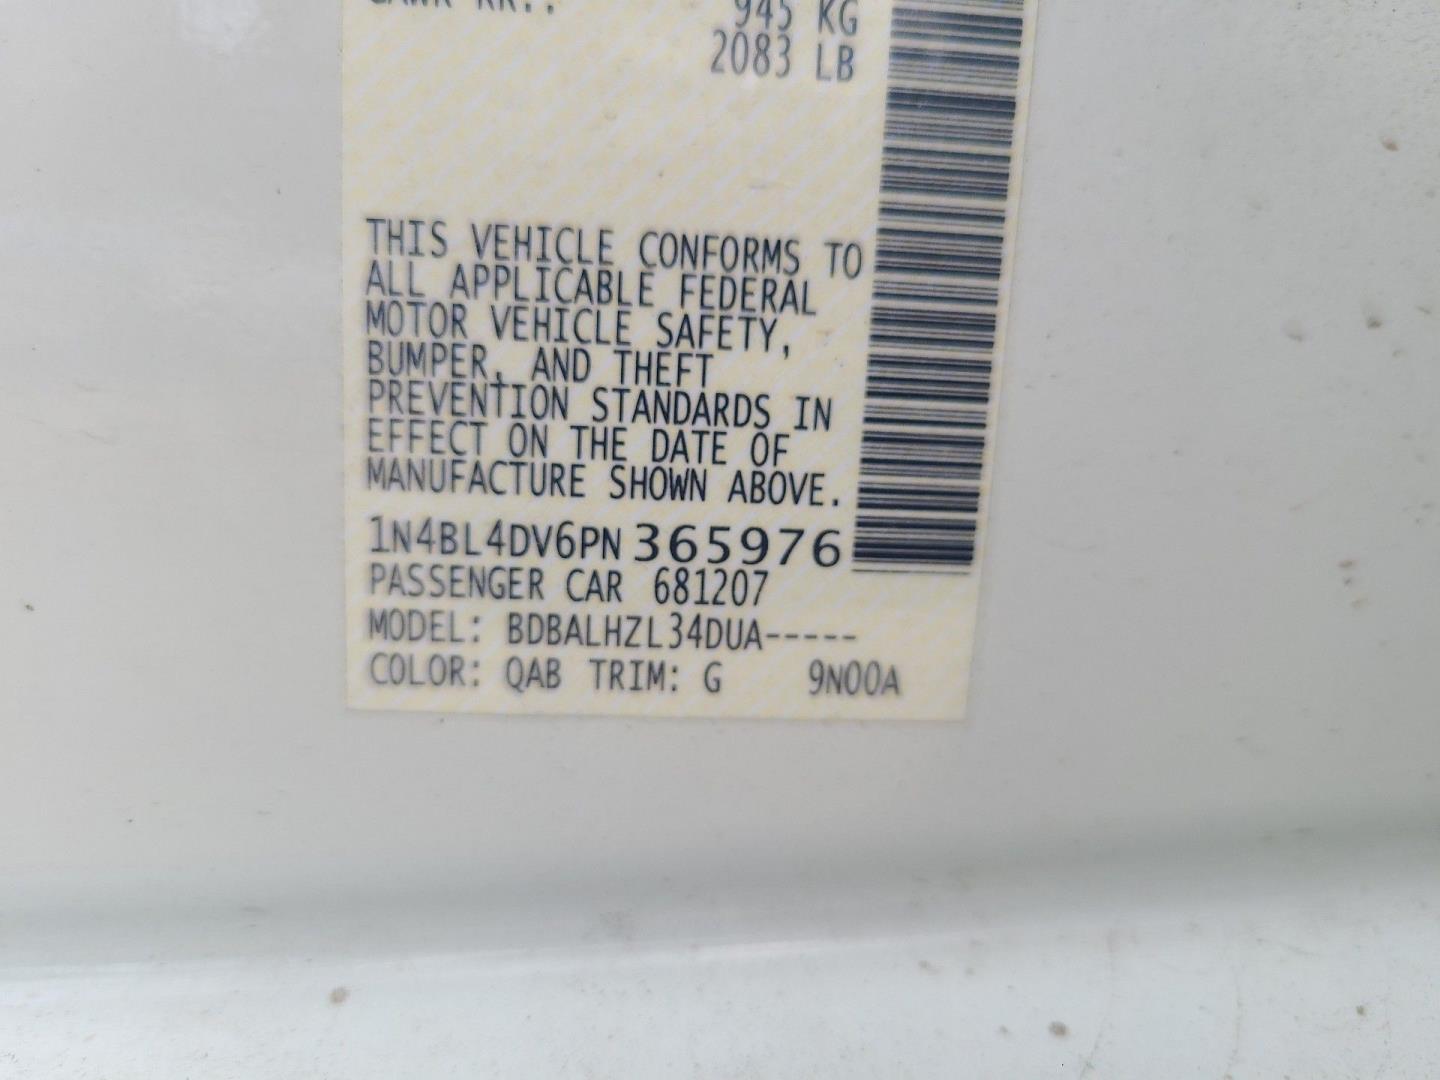 GAWR RR.:
945 KG
2083 LB
THIS VEHICLE CONFORMS TO
ALL APPLICABLE FEDERAL
MOTOR VEHICLE SAFETY,
BUMPER, AND THEFT
PREVENTION STANDARDS IN
EFFECT ON THE DATE OF
MANUFACTURE SHOWN ABOVE.
1N4BL4DV6PN365976
PASSENGER CAR 681207
MODEL: BDBALHZL34DUA-----
COLOR: QAB TRIM: G 9N00A